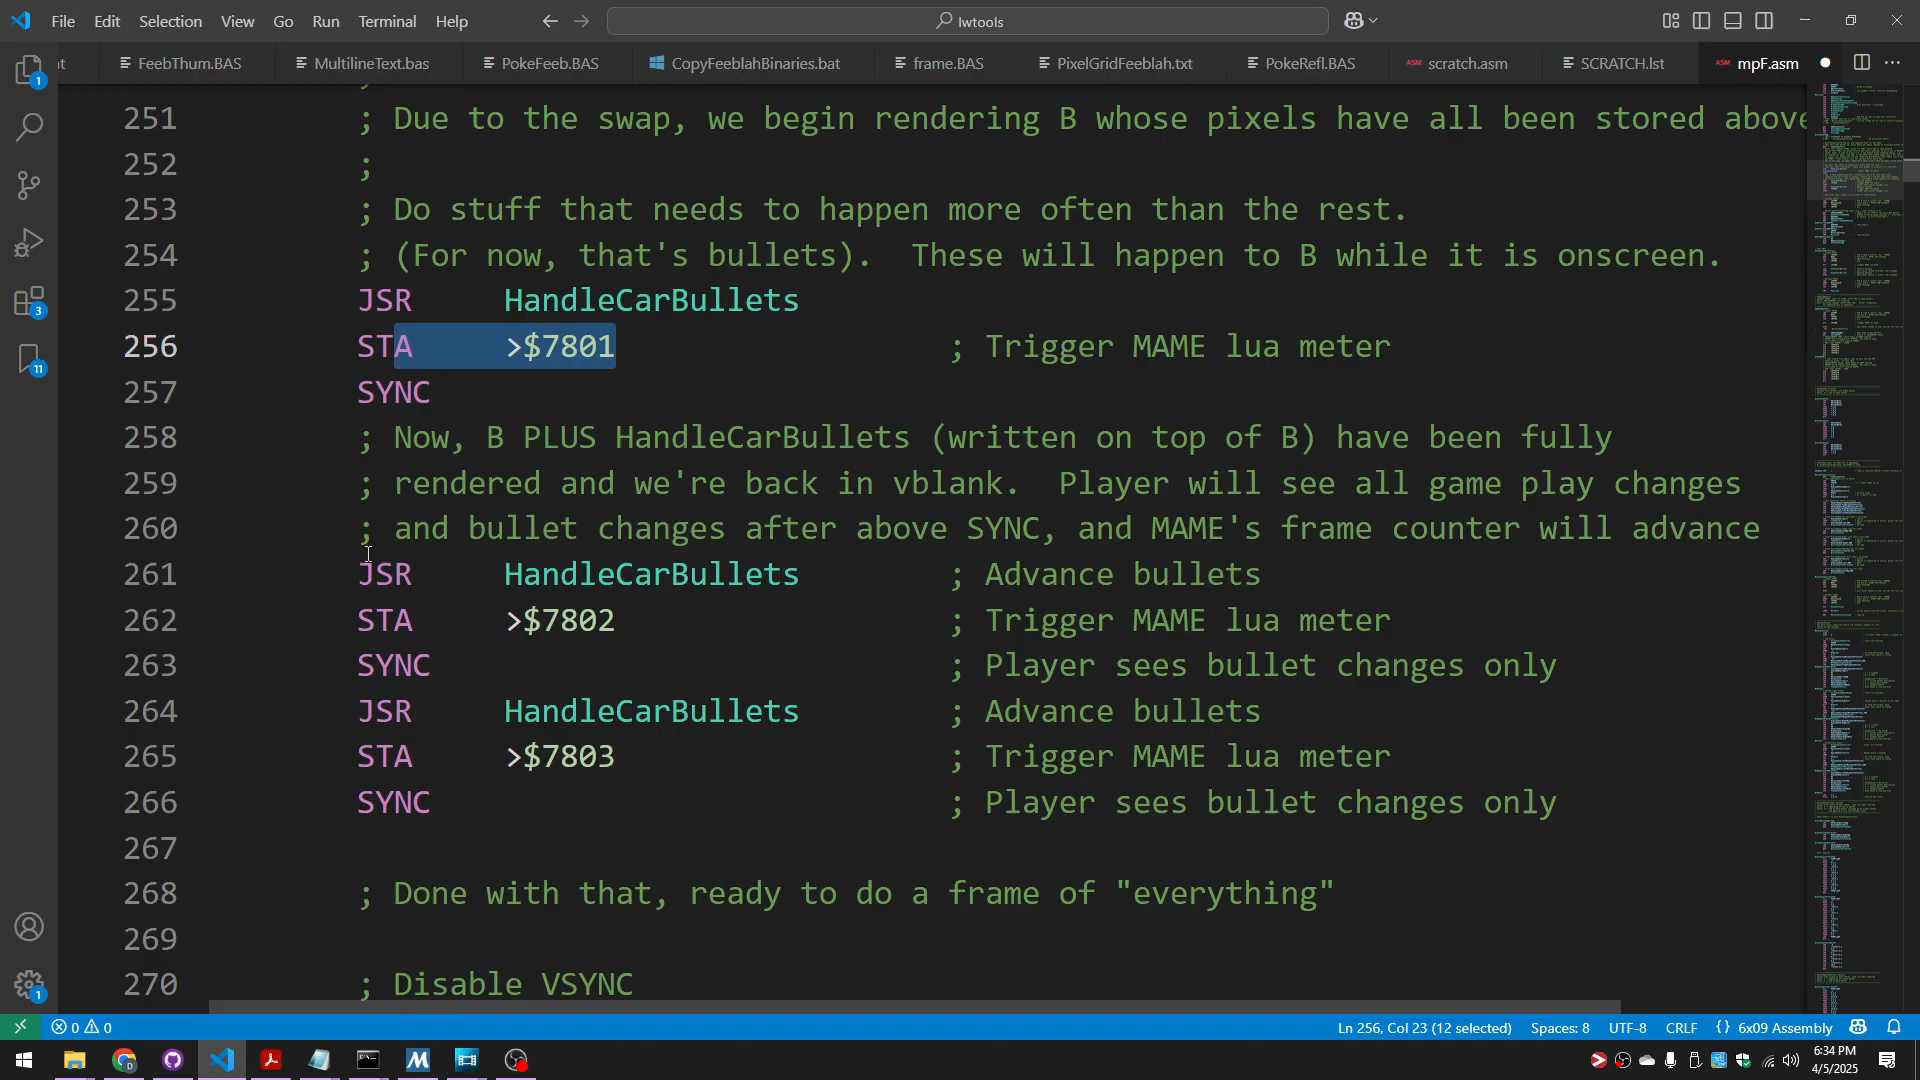 File Edit Selection View Go Run Terminal Help lwtools
t FeebThum.BAS MultilineText.bas PokeFeeb.BAS CopyFeeblahBinaries.bat frame.BAS PixelGridFeeblah.txt PokeRefl.BAS ASM scratch.asm SCRATCH.lst ASM mpF.asm
251 ; Due to the swap, we begin rendering B whose pixels have all been stored above
252 ;
253 ; Do stuff that needs to happen more often than the rest.
254 ; (For now, that's bullets).  These will happen to B while it is onscreen.
255 JSR HandleCarBullets
256 STA >$7801 ; Trigger MAME lua meter
257 SYNC
258 ; Now, B PLUS HandleCarBullets (written on top of B) have been fully
259 ; rendered and we're back in vblank.  Player will see all game play changes
260 ; and bullet changes after above SYNC, and MAME's frame counter will advance
261 JSR HandleCarBullets ; Advance bullets
262 STA >$7802 ; Trigger MAME lua meter
263 SYNC ; Player sees bullet changes only
264 JSR HandleCarBullets ; Advance bullets
265 STA >$7803 ; Trigger MAME lua meter
266 SYNC ; Player sees bullet changes only
267
268 ; Done with that, ready to do a frame of "everything"
269
270 ; Disable VSYNC
1
3
11
1
0 0 Ln 256, Col 23 (12 selected) Spaces: 8 UTF-8 CRLF {} 6x09 Assembly
6:34 PM
4/5/2025